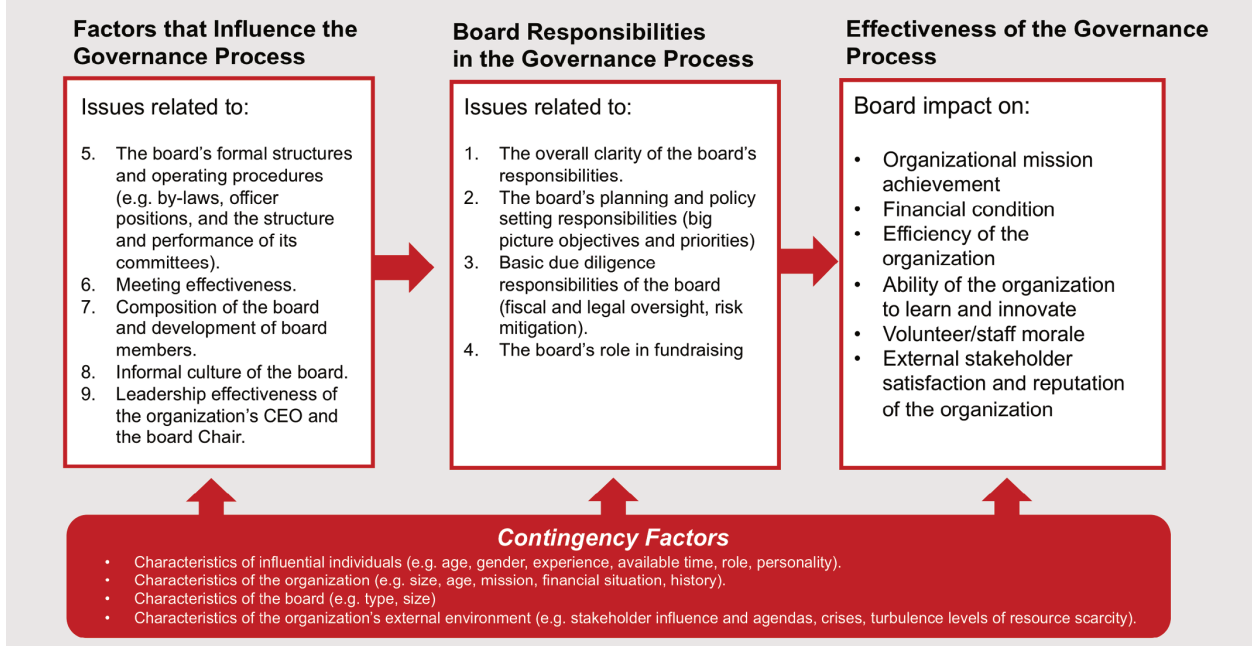 Factors that Influence the
Governance Process
Issues related to:
5. The board's formal structures
and operating procedures
(e.g. by-laws, officer
positions, and the structure
and performance of its
committees).
6. Meeting effectiveness.
7. Composition of the board
and development of board
members.
8. Informal culture of the board.
9. Leadership effectiveness of
the organization's CEO and
the board Chair.
Board Responsibilities
in the Governance Process
Issues related to:
1. The overall clarity of the board's
responsibilities.
2. The board's planning and policy
setting responsibilities (big
picture objectives and priorities)
3. Basic due diligence
responsibilities of the board
(fiscal and legal oversight, risk
mitigation).
4. The board's role in fundraising
Effectiveness of the Governance
Process
Board impact on:
• Organizational mission
achievement
• Financial condition
• Efficiency of the
organization
• Ability of the organization
to learn and innovate
• Volunteer/staff morale
• External stakeholder
satisfaction and reputation
of the organization
Contingency Factors
• Characteristics of influential individuals (e.g. age, gender, experience, available time, role, personality).
• Characteristics of the organization (e.g. size, age, mission, financial situation, history).
• Characteristics of the board (e.g. type, size)
• Characteristics of the organization's external environment (e.g. stakeholder influence and agendas, crises, turbulence levels of resource scarcity).